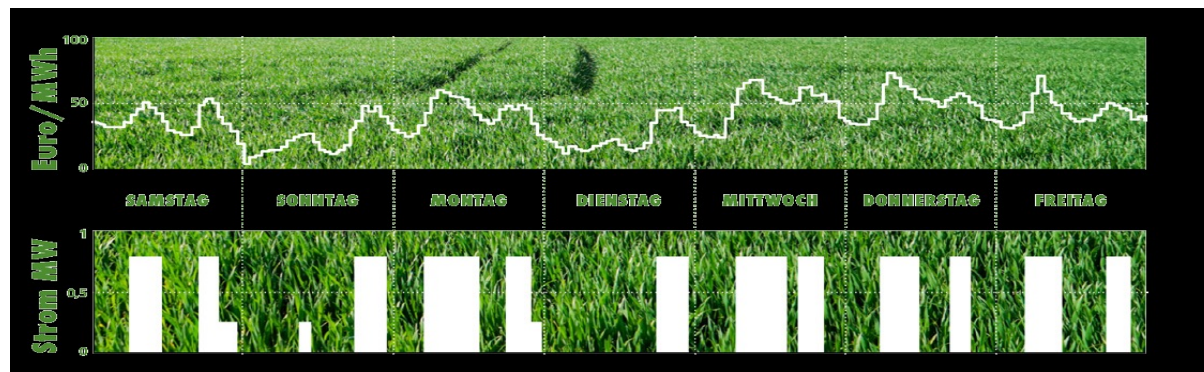 Euro/MWh
100
50
0
SAMSTAG SONNTAG MONTAG DIENSTAG MITTWOCH DONNERSTAG FREITAG
Strom MW
1
0,5
0